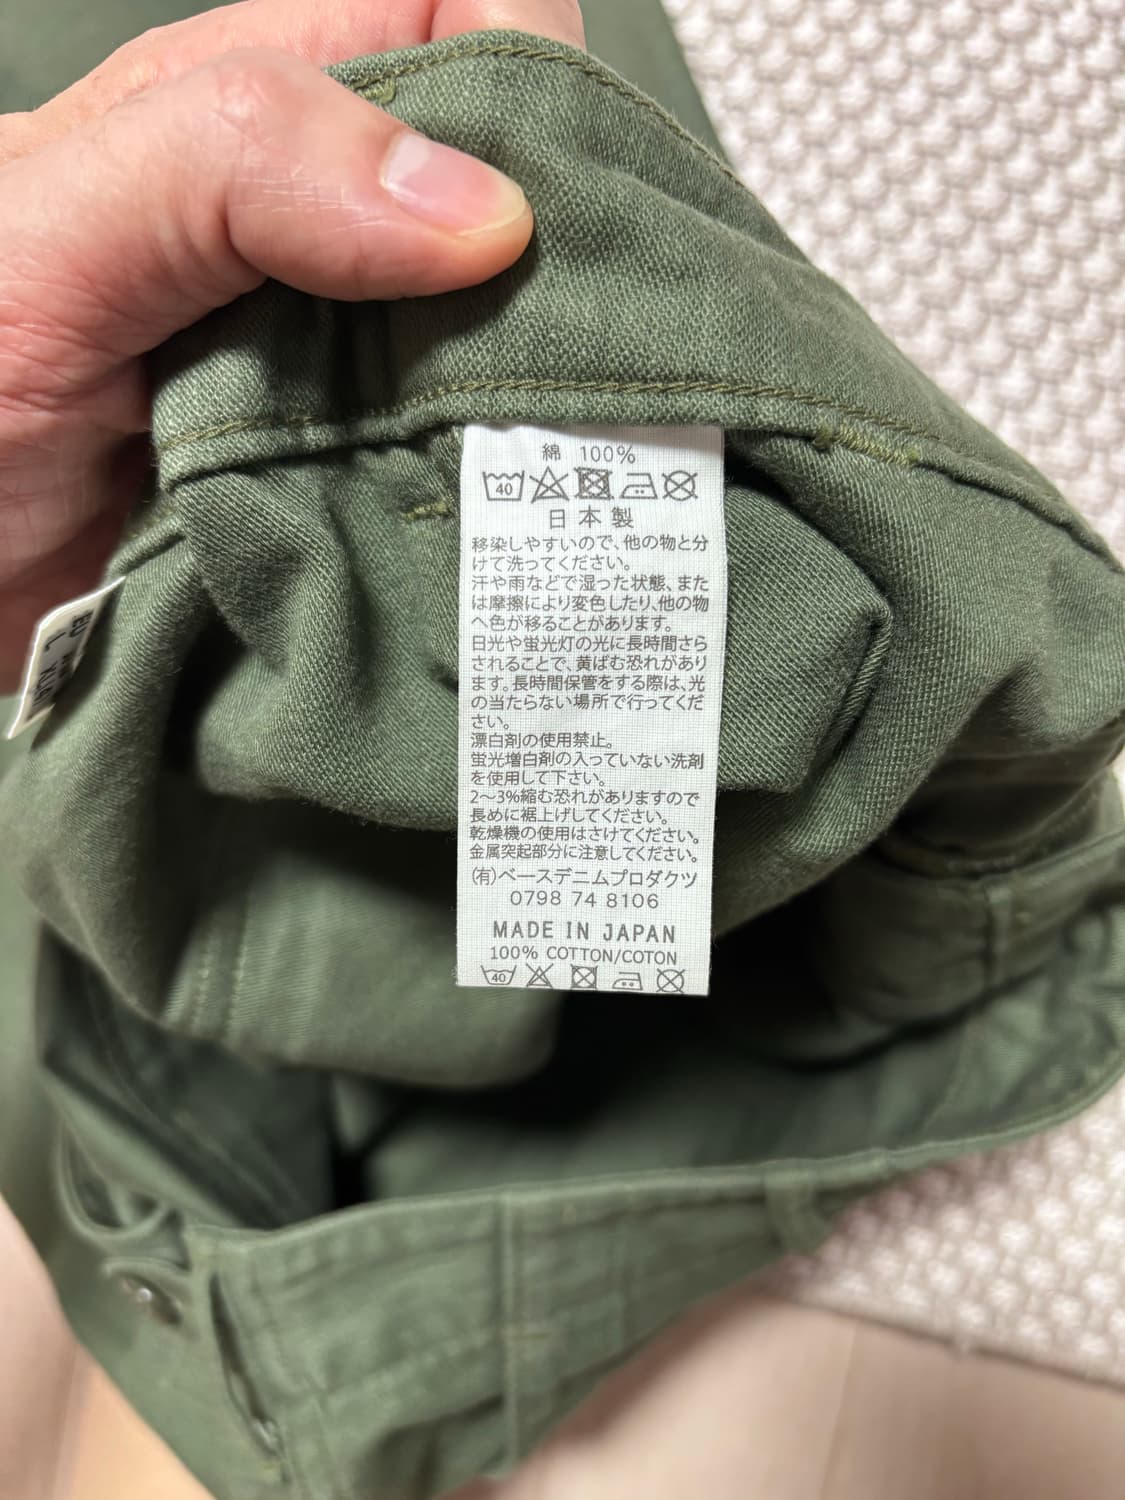 綿 100%
40
日本製
移染しやすいので、他の物と分
けて洗ってください。
汗や雨などで湿った状態、また
は摩擦により変色したり、他の物
へ色が移ることがあります。
日光や蛍光灯の光に長時間さら
されることで、黄ばむ恐れがあり
ます。長時間保管をする際は、光
の当たらない場所で行ってくだ
さい。
漂白剤の使用禁止。
蛍光増白剤の入っていない洗剤
を使用して下さい。
2〜3%縮む恐れがありますので
長めに裾上げしてください。
乾燥機の使用はさけてください。
金属突起部分に注意してください。
(有)ベースデニムプロダクツ
0798 74 8106
MADE IN JAPAN
100% COTTON/COTON
40
L